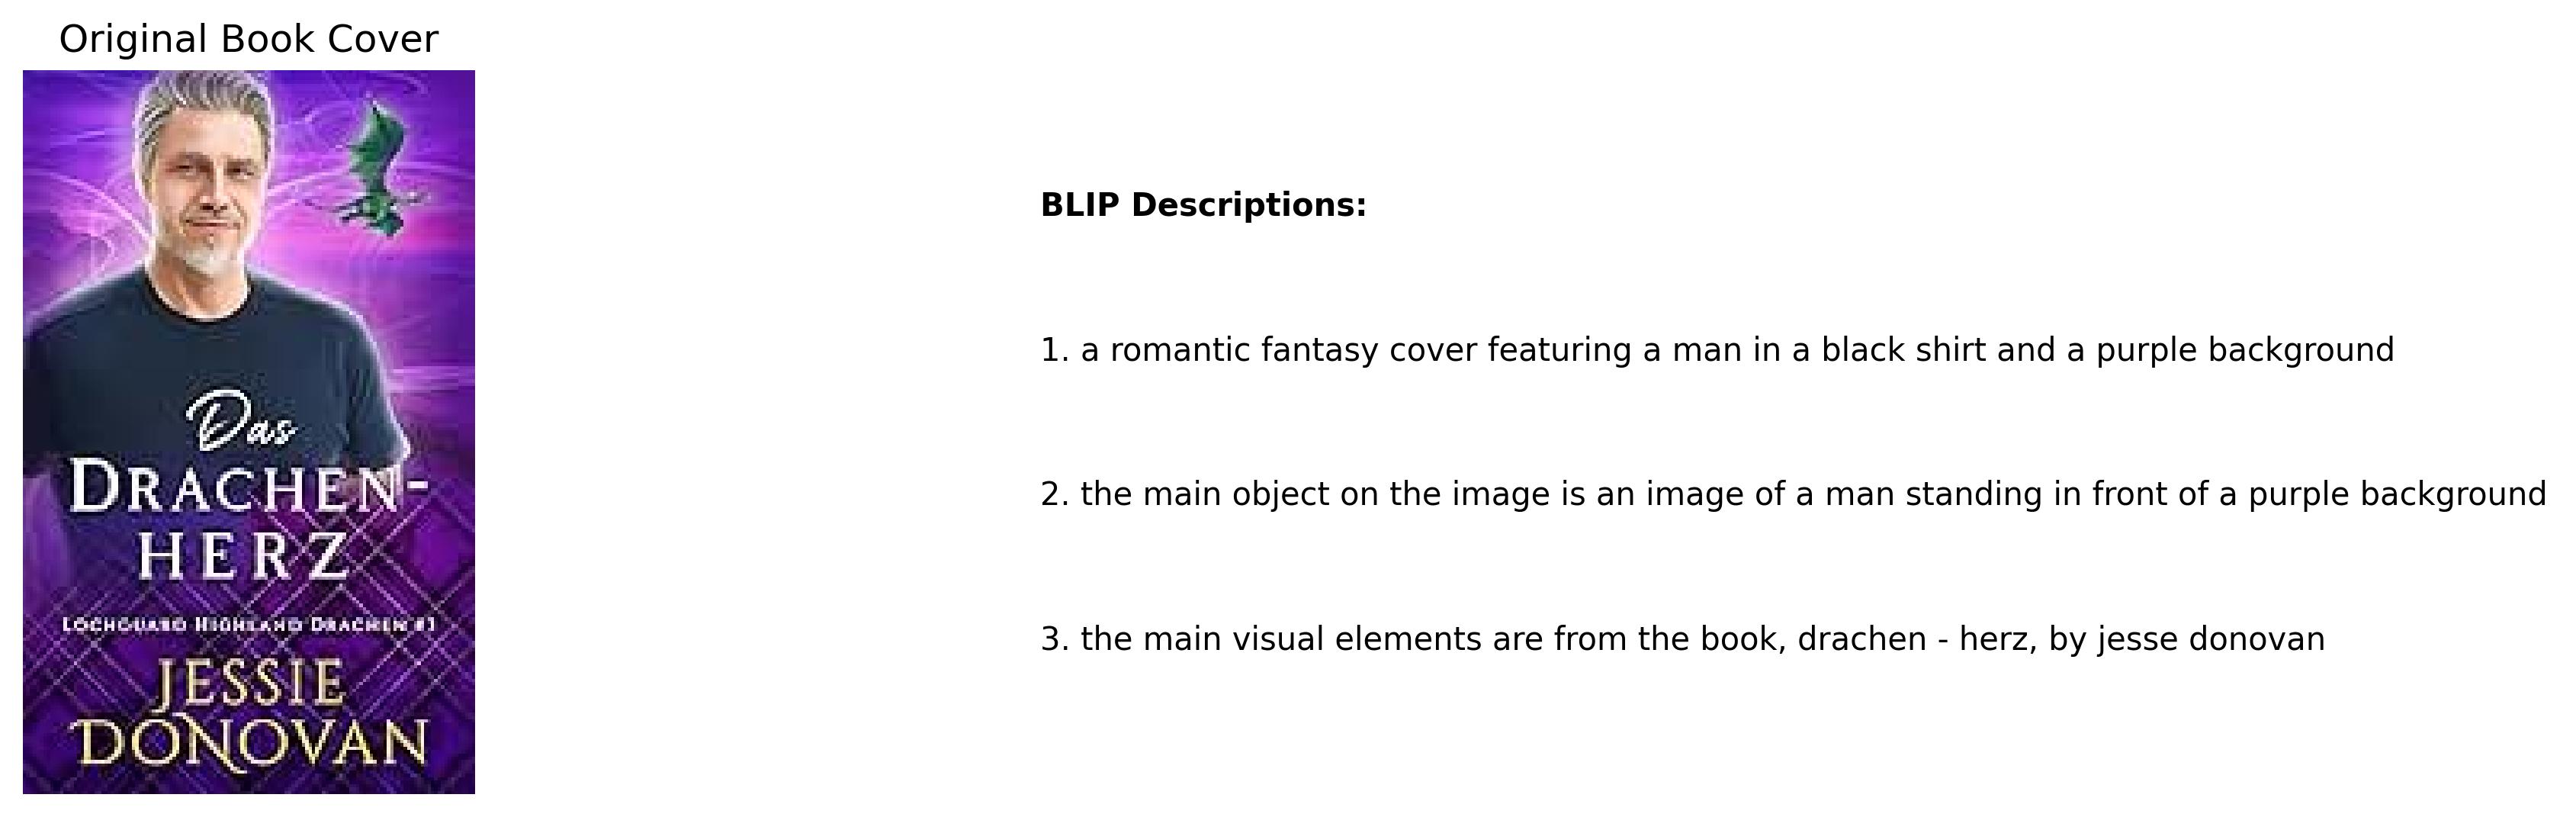 Original Book Cover
Das
DRACHEN-
HERZ
LOCHGUARD HIGHLAND DRACHEN #1
JESSIE
DONOVAN
BLIP Descriptions:
1. a romantic fantasy cover featuring a man in a black shirt and a purple background
2. the main object on the image is an image of a man standing in front of a purple background
3. the main visual elements are from the book, drachen - herz, by jesse donovan